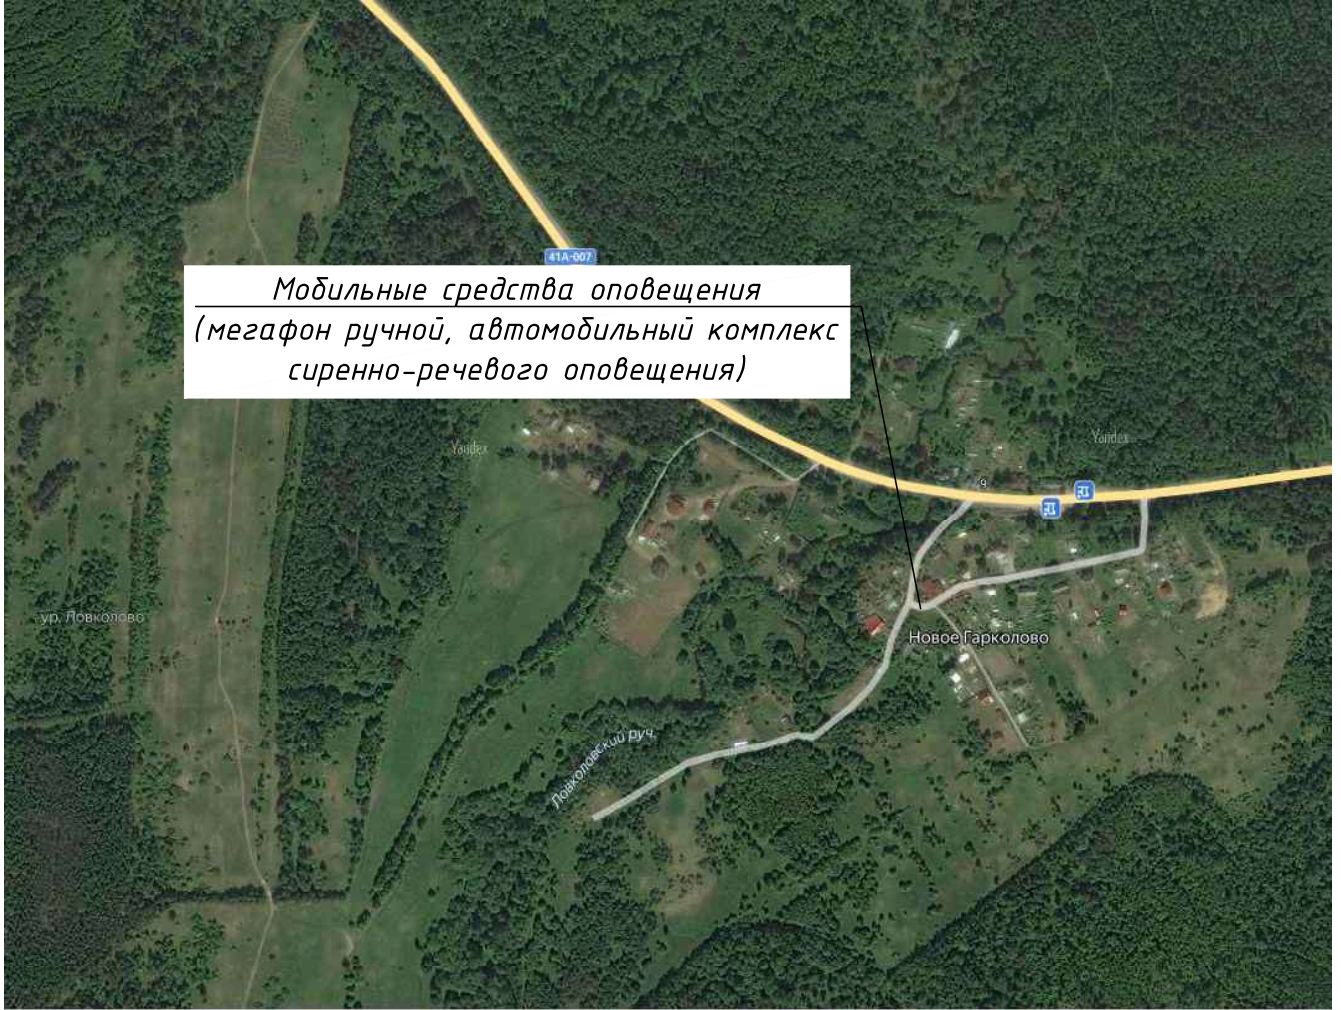 41А-007
Мобильные средства оповещения
(мегафон ручной, автомобильный комплекс
сиренно-речевого оповещения)
Yandex
Yandex
ур. Ловколово
Новое Гарколово
Ловколовский руч.